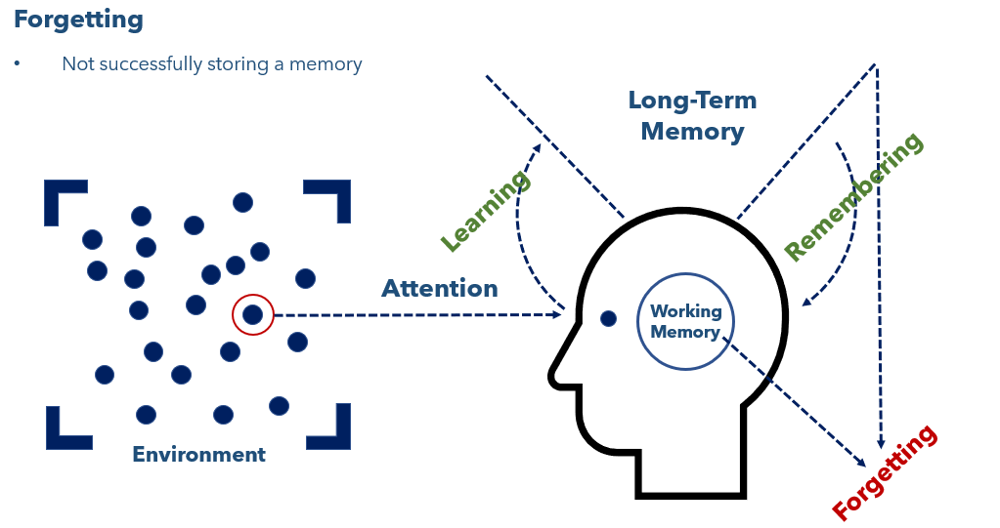 Forgetting
• Not successfully storing a memory
Long-Term
Memory
Learning
Remembering
Attention
Working
Memory
Environment
Forgetting